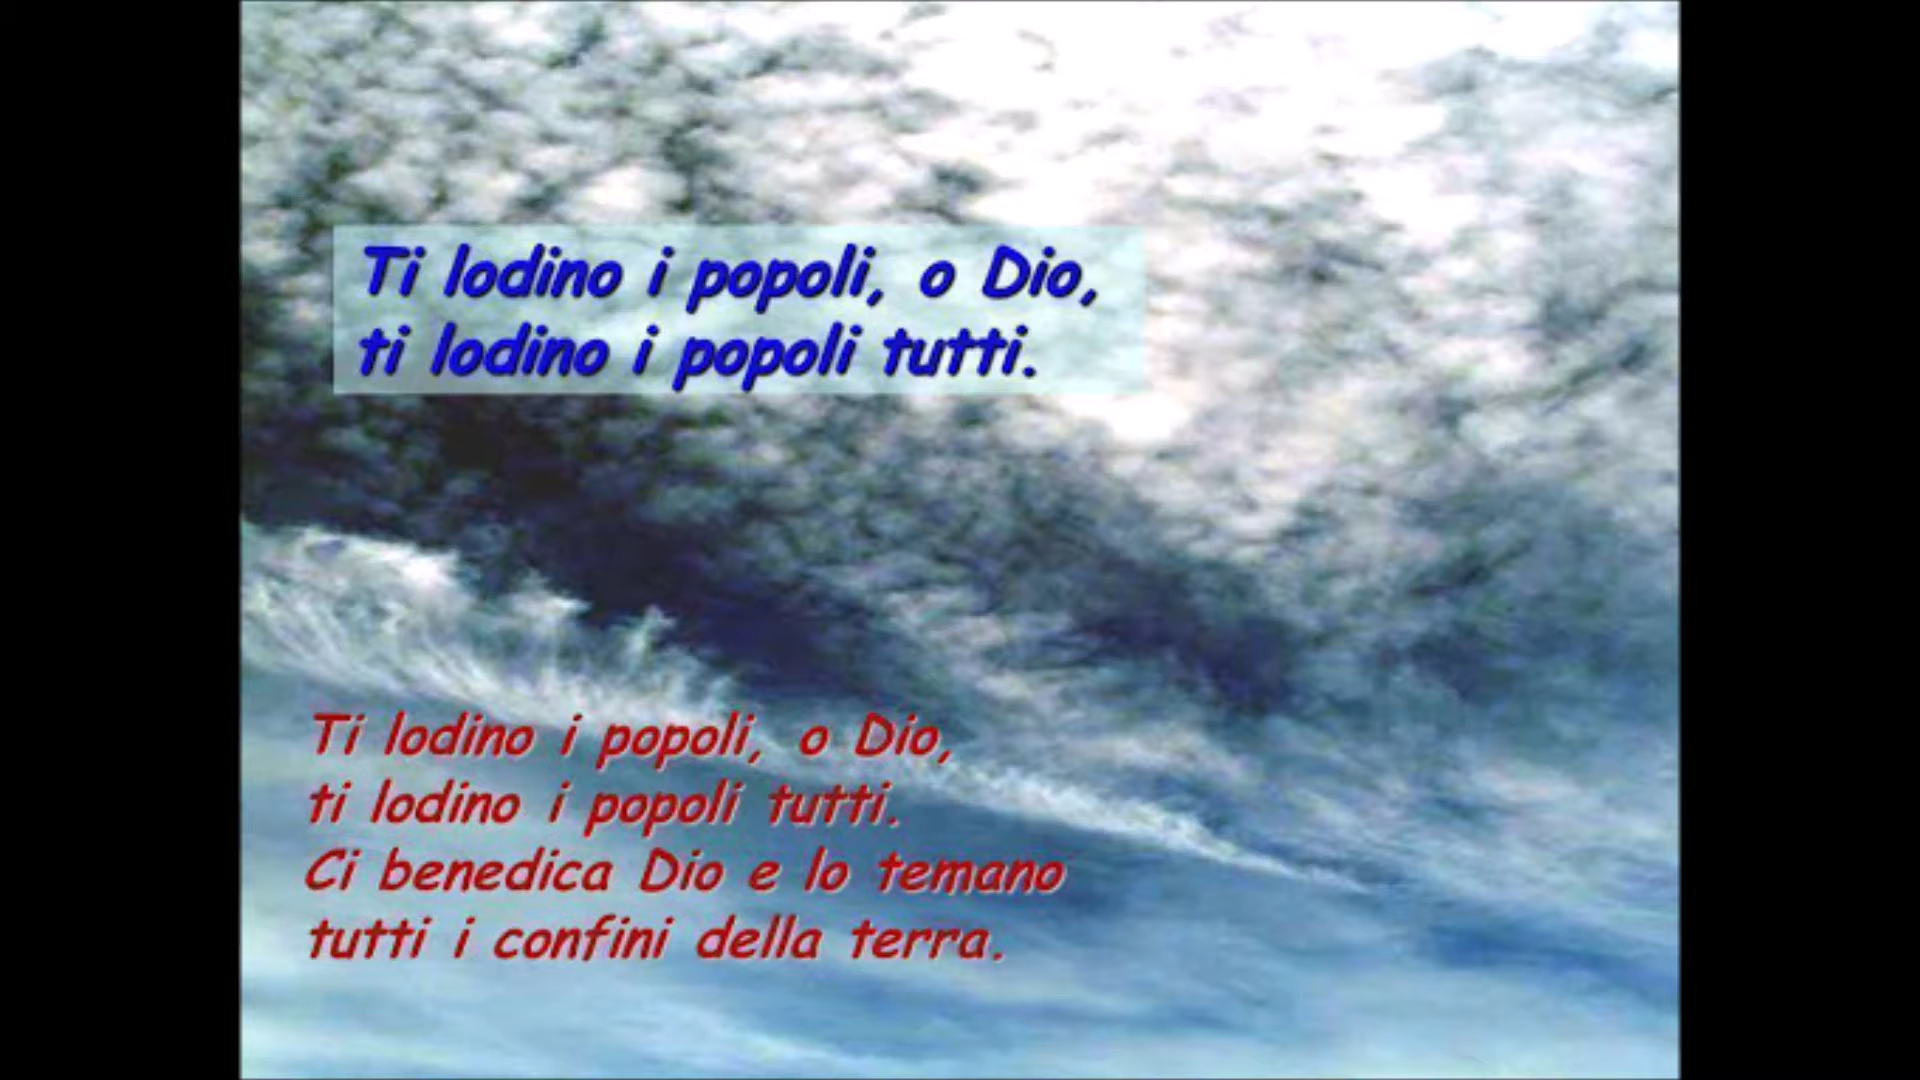 Ti lodino i popoli, o Dio,
ti lodino i popoli tutti.
Ti lodino i popoli, o Dio,
ti lodino i popoli tutti.
Ci benedica Dio e lo temano
tutti i confini della terra.